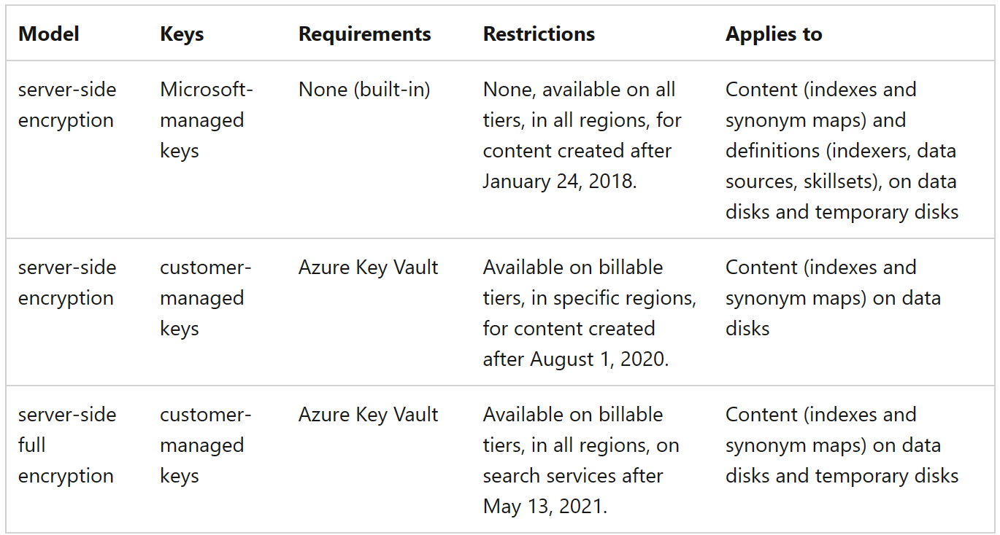 Model
Keys
Requirements
Restrictions
Applies to
server-side
encryption
Microsoft-
managed
keys
None (built-in)
None, available on all
tiers, in all regions, for
content created after
January 24, 2018.
Content (indexes and
synonym maps) and
definitions (indexers, data
sources, skillsets), on data
disks and temporary disks
server-side
encryption
customer-
managed
keys
Azure Key Vault
Available on billable
tiers, in specific regions,
for content created
after August 1, 2020.
Content (indexes and
synonym maps) on data
disks
server-side
full
encryption
customer-
managed
keys
Azure Key Vault
Available on billable
tiers, in all regions, on
search services after
May 13, 2021.
Content (indexes and
synonym maps) on data
disks and temporary disks